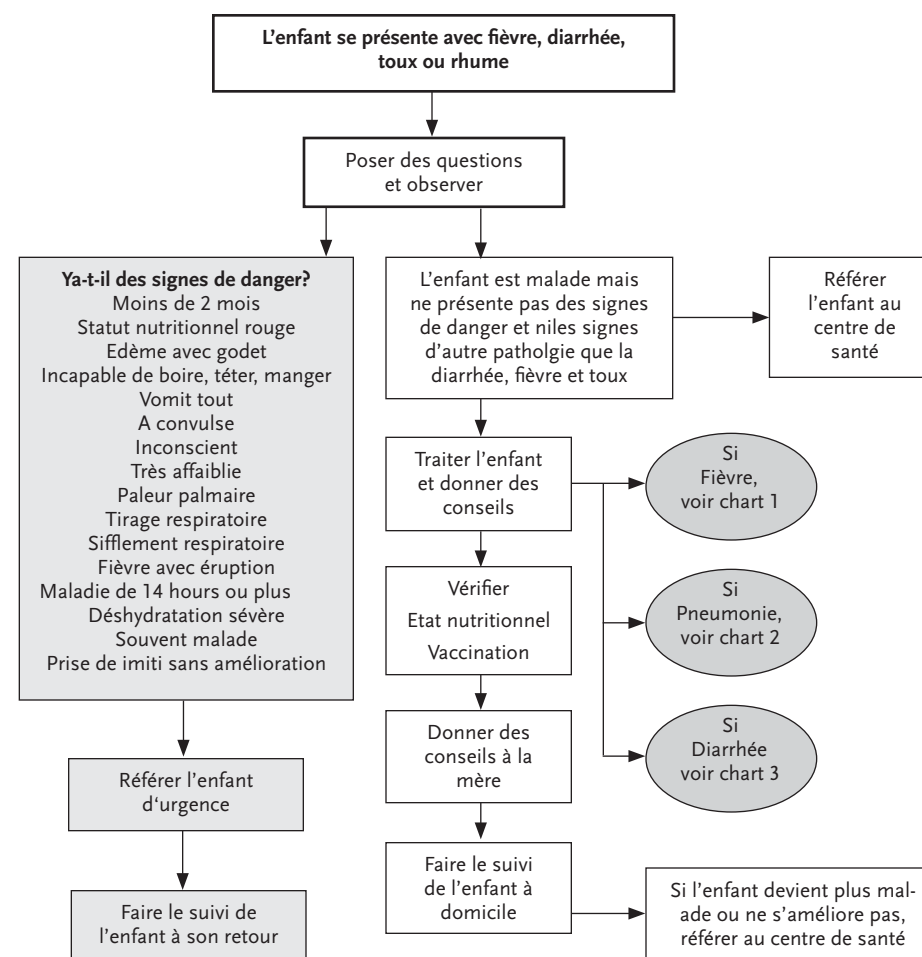 L'enfant se présente avec fièvre, diarrhée,
toux ou rhume
Poser des questions
et observer
Ya-t-il des signes de danger?
Moins de 2 mois
Statut nutritionnel rouge
Edème avec godet
Incapable de boire, téter, manger
Vomit tout
A convulse
Inconscient
Très affaiblie
Paleur palmaire
Tirage respiratoire
Sifflement respiratoire
Fièvre avec éruption
Maladie de 14 hours ou plus
Déshydratation sévère
Souvent malade
Prise de imiti sans amélioration
Référer l'enfant
d'urgence
Faire le suivi de
l'enfant à son retour
L'enfant est malade mais
ne présente pas des signes
de danger et niles signes
d'autre patholgie que la
diarrhée, fièvre et toux
Référer
l'enfant au
centre de
santé
Traiter l'enfant
et donner des
conseils
Si
Fièvre,
voir chart 1
Si
Pneumonie,
voir chart 2
Si
Diarrhée
voir chart 3
Vérifier
Etat nutritionnel
Vaccination
Donner des
conseils à la
mère
Faire le suivi
de l'enfant à
domicile
Si l'enfant devient plus mal-
ade ou ne s'améliore pas,
référer au centre de santé